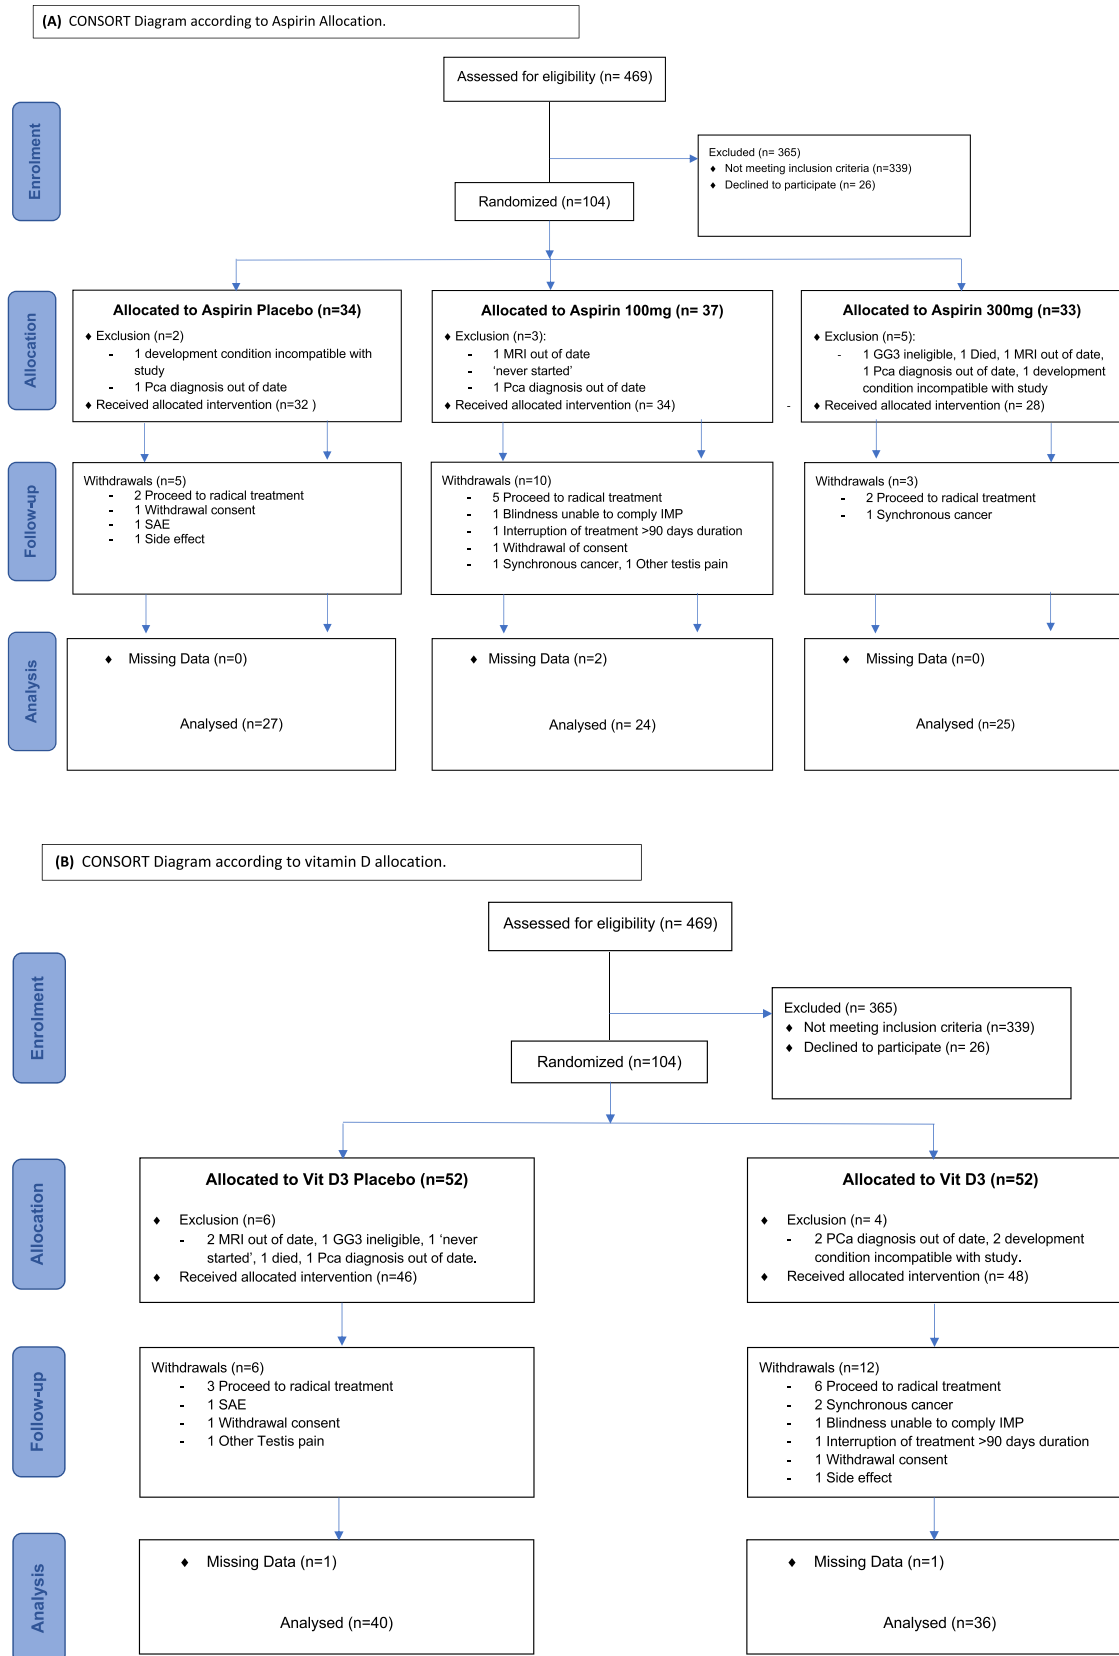 (A) CONSORT Diagram according to Aspirin Allocation.
Assessed for eligibility (n= 469)
Enrolment
Excluded (n= 365)
♦ Not meeting inclusion criteria (n=339)
♦ Declined to participate (n= 26)
Randomized (n=104)
Allocation
Allocated to Aspirin Placebo (n=34)
♦ Exclusion (n=2)
- 1 development condition incompatible with
study
- 1 Pca diagnosis out of date
♦ Received allocated intervention (n=32 )
Allocated to Aspirin 100mg (n= 37)
♦ Exclusion (n=3):
- 1 MRI out of date
- ‘never started’
- 1 Pca diagnosis out of date
♦ Received allocated intervention (n= 34)
Allocated to Aspirin 300mg (n=33)
♦ Exclusion (n=5):
- 1 GG3 ineligible, 1 Died, 1 MRI out of date,
1 Pca diagnosis out of date, 1 development
condition incompatible with study
- ♦ Received allocated intervention (n= 28)
Follow-up
Withdrawals (n=5)
- 2 Proceed to radical treatment
- 1 Withdrawal consent
- 1 SAE
- 1 Side effect
Withdrawals (n=10)
- 5 Proceed to radical treatment
- 1 Blindness unable to comply IMP
- 1 Interruption of treatment >90 days duration
- 1 Withdrawal of consent
- 1 Synchronous cancer, 1 Other testis pain
Withdrawals (n=3)
- 2 Proceed to radical treatment
- 1 Synchronous cancer
Analysis
♦ Missing Data (n=0)
Analysed (n=27)
♦ Missing Data (n=2)
Analysed (n= 24)
♦ Missing Data (n=0)
Analysed (n=25)
(B) CONSORT Diagram according to vitamin D allocation.
Assessed for eligibility (n= 469)
Enrolment
Excluded (n= 365)
♦ Not meeting inclusion criteria (n=339)
♦ Declined to participate (n= 26)
Randomized (n=104)
Allocation
Allocated to Vit D3 Placebo (n=52)
♦ Exclusion (n=6)
- 2 MRI out of date, 1 GG3 ineligible, 1 ‘never
started’, 1 died, 1 Pca diagnosis out of date.
♦ Received allocated intervention (n=46)
Allocated to Vit D3 (n=52)
♦ Exclusion (n= 4)
- 2 PCa diagnosis out of date, 2 development
condition incompatible with study.
♦ Received allocated intervention (n= 48)
Follow-up
Withdrawals (n=6)
- 3 Proceed to radical treatment
- 1 SAE
- 1 Withdrawal consent
- 1 Other Testis pain
Withdrawals (n=12)
- 6 Proceed to radical treatment
- 2 Synchronous cancer
- 1 Blindness unable to comply IMP
- 1 Interruption of treatment >90 days duration
- 1 Withdrawal consent
- 1 Side effect
Analysis
♦ Missing Data (n=1)
Analysed (n=40)
♦ Missing Data (n=1)
Analysed (n=36)